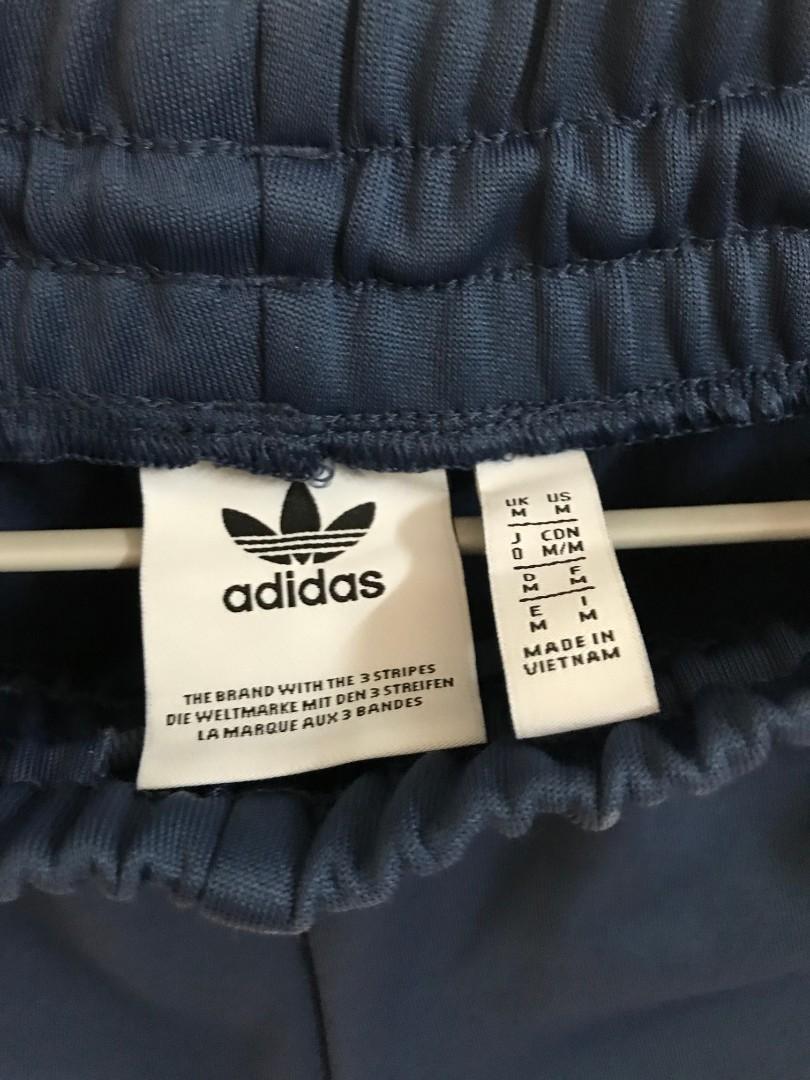 adidas
THE BRAND WITH THE 3 STRIPES
DIE WELTMARKE MIT DEN 3 STREIFEN
LA MARQUE AUX 3 BANDES
UK US
M M
J CDN
O M/M
D F
M M
E I
M M
MADE IN
VIETNAM